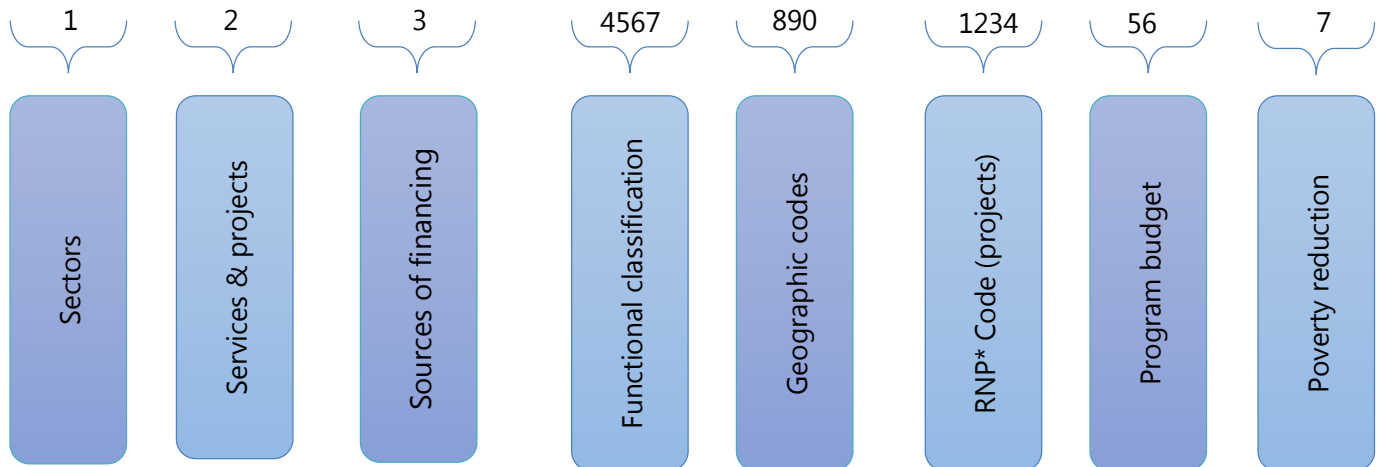 1 2 3 4567 890 1234 56 7
Sectors
Services & projects
Sources of financing
Functional classification
Geographic codes
RNP* Code (projects)
Program budget
Poverty reduction